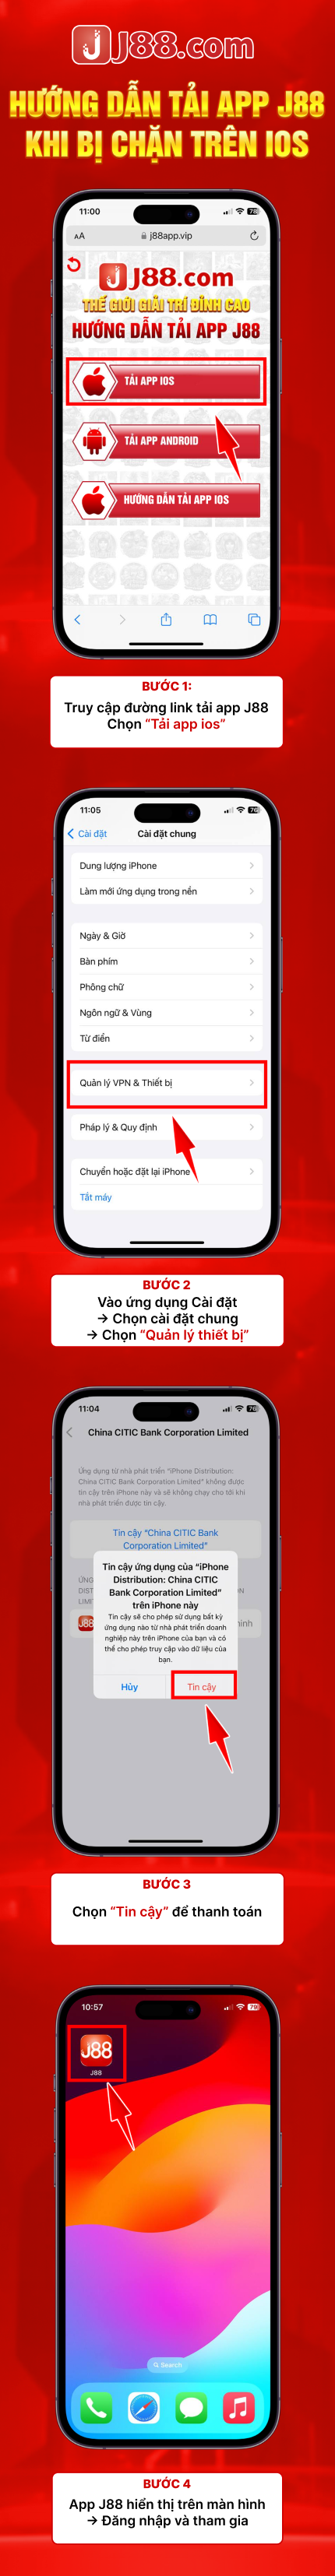 J88.com
HƯỚNG DẪN TẢI APP J88
KHI BỊ CHẶN TRÊN IOS
11:00
AA
j88app.vip
J88.com
THẾ GIỚI GIẢI TRÍ ĐỈNH CAO
HƯỚNG DẪN TẢI APP J88
TẢI APP IOS
TẢI APP ANDROID
HƯỚNG DẪN TẢI APP IOS
BƯỚC 1:
Truy cập đường link tải app J88
Chọn “Tải app ios”
11:05
Cài đặt
Cài đặt chung
Dung lượng iPhone
Làm mới ứng dụng trong nền
Ngày & Giờ
Bàn phím
Phông chữ
Ngôn ngữ & Vùng
Từ điển
Quản lý VPN & Thiết bị
Pháp lý & Quy định
Chuyển hoặc đặt lại iPhone
Tắt máy
BƯỚC 2
Vào ứng dụng Cài đặt
→ Chọn cài đặt chung
→ Chọn “Quản lý thiết bị”
11:04
China CITIC Bank Corporation Limited
Ứng dụng từ nhà phát triển “iPhone Distribution:
China CITIC Bank Corporation Limited” không được
tin cậy trên iPhone này và sẽ không chạy cho tới khi
nhà phát triển được tin cậy.
Tin cậy “China CITIC Bank
Corporation Limited”
Tin cậy ứng dụng của “iPhone
Distribution: China CITIC
Bank Corporation Limited”
trên iPhone này
Tin cậy sẽ cho phép sử dụng bất kỳ
ứng dụng nào từ nhà phát triển doanh
nghiệp này trên iPhone của bạn và có
thể cho phép truy cập vào dữ liệu của
bạn.
Hủy
Tin cậy
BƯỚC 3
Chọn “Tin cậy” để thanh toán
10:57
J88
J88
Search
BƯỚC 4
App J88 hiển thị trên màn hình
→ Đăng nhập và tham gia